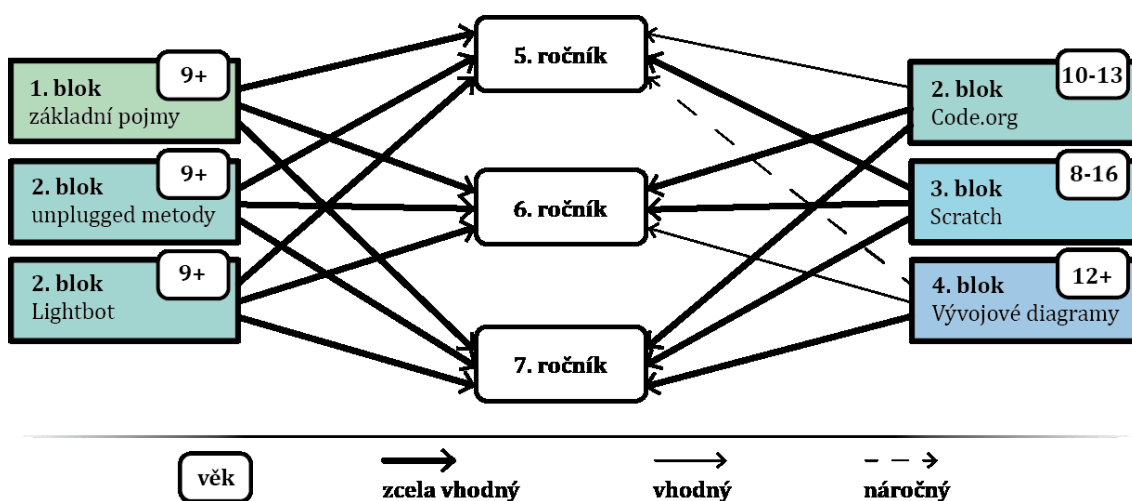 1. blok
základní pojmy
9+
2. blok
unplugged metody
9+
2. blok
Lightbot
9+
5. ročník
6. ročník
7. ročník
2. blok
Code.org
10-13
3. blok
Scratch
8-16
4. blok
Vývojové diagramy
12+
věk
zcela vhodný
vhodný
náročný